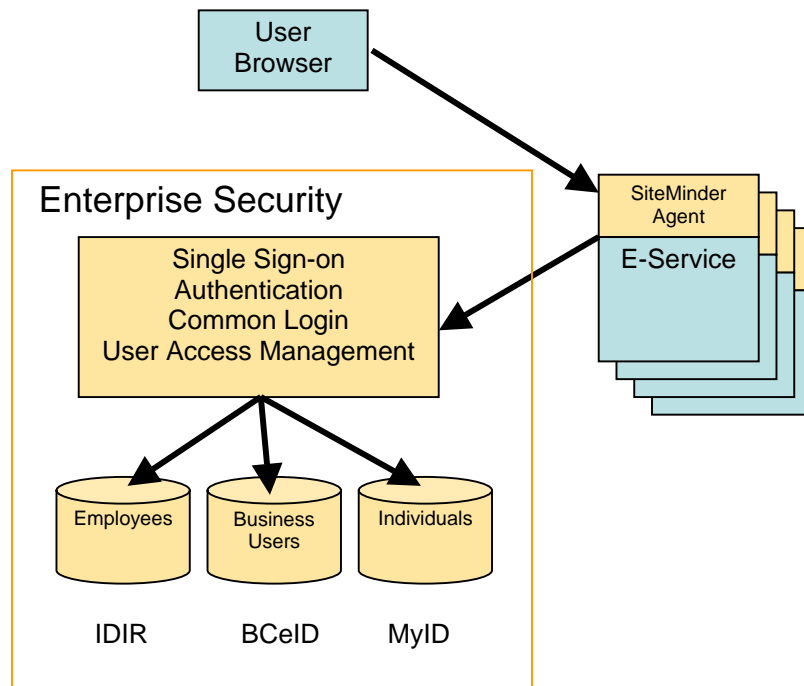 User
Browser
SiteMinder
Agent
E-Service
Enterprise Security
Single Sign-on
Authentication
Common Login
User Access Management
Employees
Business
Users
Individuals
IDIR
BCeID
MyID